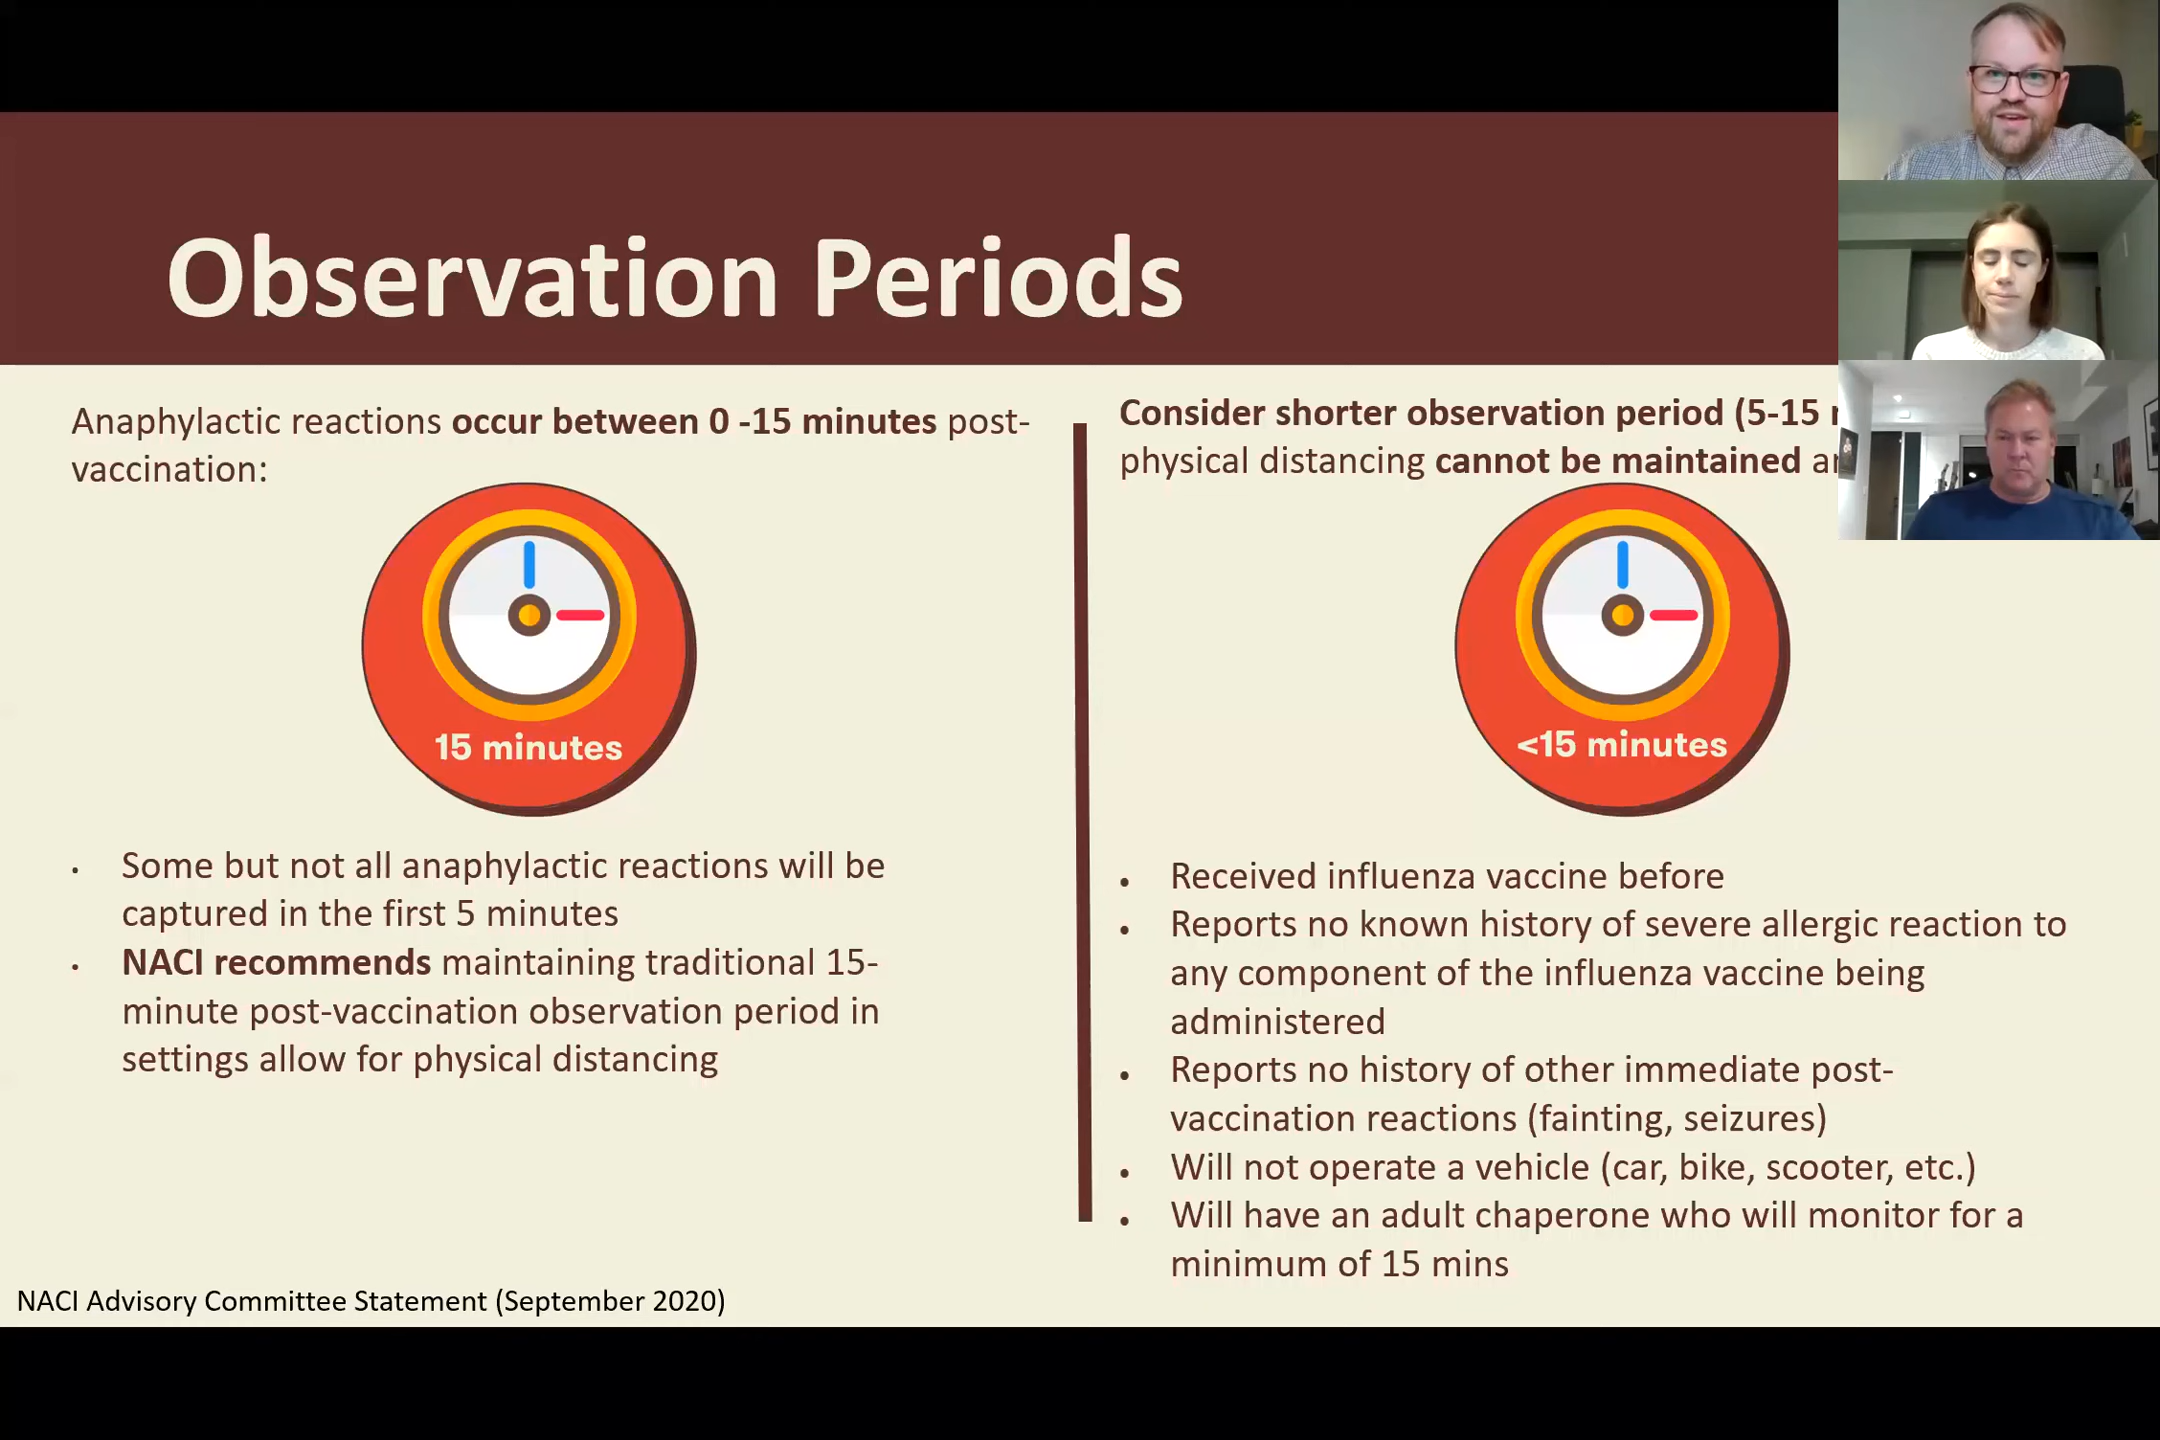 Observation Periods
Anaphylactic reactions occur between 0 -15 minutes post-
vaccination:
15 minutes
• Some but not all anaphylactic reactions will be
captured in the first 5 minutes
• NACI recommends maintaining traditional 15-
minute post-vaccination observation period in
settings allow for physical distancing
Consider shorter observation period (5-15
physical distancing cannot be maintained
<15 minutes
• Received influenza vaccine before
• Reports no known history of severe allergic reaction to
any component of the influenza vaccine being
administered
• Reports no history of other immediate post-
vaccination reactions (fainting, seizures)
• Will not operate a vehicle (car, bike, scooter, etc.)
• Will have an adult chaperone who will monitor for a
minimum of 15 mins
NACI Advisory Committee Statement (September 2020)